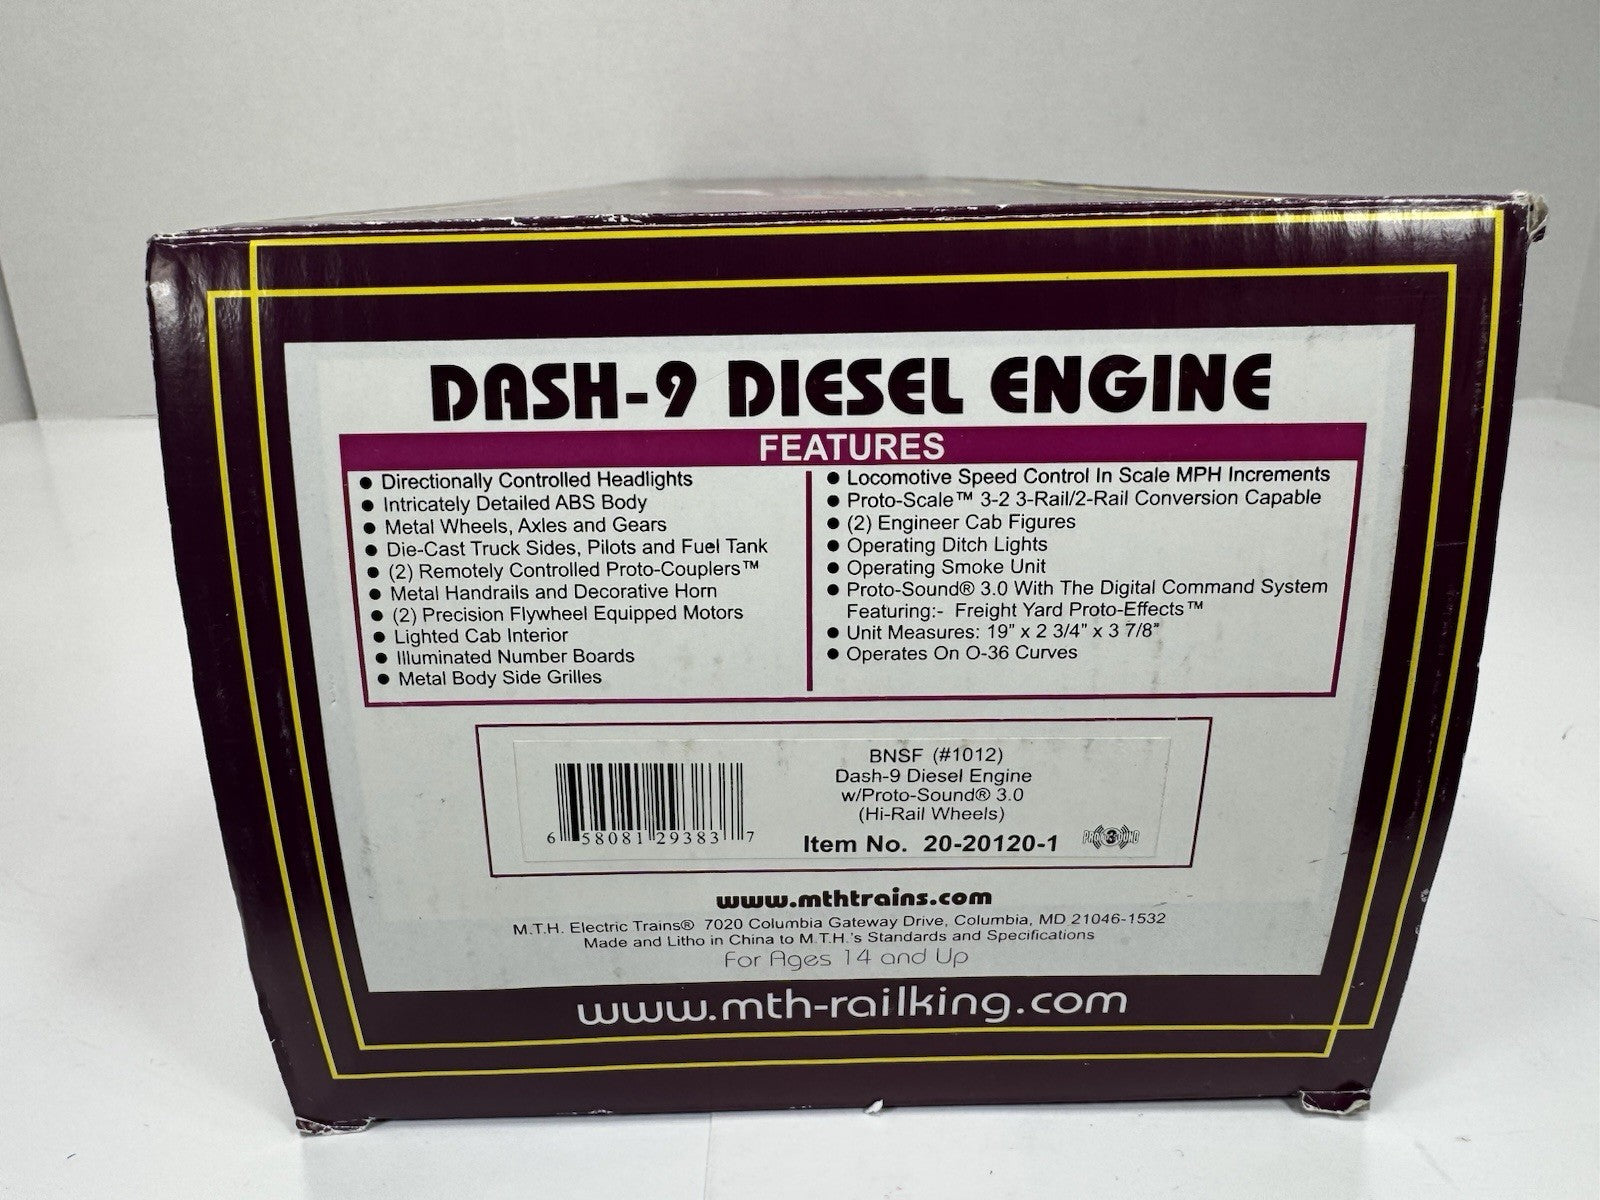 DASH-9 DIESEL ENGINE
FEATURES
● Directionally Controlled Headlights
● Intricately Detailed ABS Body
● Metal Wheels, Axles and Gears
● Die-Cast Truck Sides, Pilots and Fuel Tank
● (2) Remotely Controlled Proto-Couplers™
● Metal Handrails and Decorative Horn
● (2) Precision Flywheel Equipped Motors
● Lighted Cab Interior
● Illuminated Number Boards
● Metal Body Side Grilles
● Locomotive Speed Control In Scale MPH Increments
● Proto-Scale™ 3-2 3-Rail/2-Rail Conversion Capable
● (2) Engineer Cab Figures
● Operating Ditch Lights
● Operating Smoke Unit
● Proto-Sound® 3.0 With The Digital Command System
Featuring:- Freight Yard Proto-Effects™
● Unit Measures: 19" x 2 3/4" x 3 7/8"
● Operates On O-36 Curves
6 58081 29383 7
BNSF (#1012)
Dash-9 Diesel Engine
w/Proto-Sound® 3.0
(Hi-Rail Wheels)
Item No. 20-20120-1
PROTO 3 SOUND
www.mthtrains.com
M.T.H. Electric Trains® 7020 Columbia Gateway Drive, Columbia, MD 21046-1532
Made and Litho in China to M.T.H.'s Standards and Specifications
For Ages 14 and Up
www.mth-railking.com